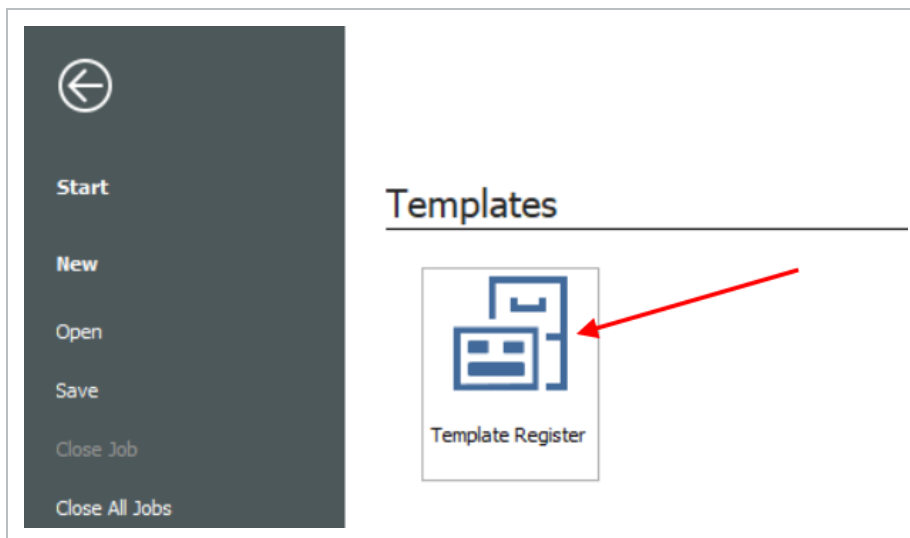 Start
New
Open
Save
Close Job
Close All Jobs
Templates
Template Register